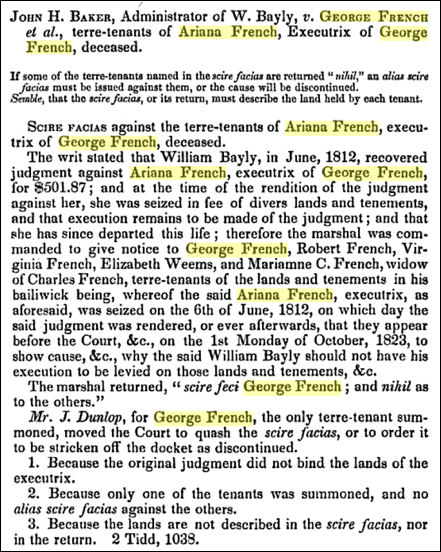 JOHN H. BAKER, Administrator of W. Bayly, v. GEORGE FRENCH
et al., terre-tenants of Ariana French, Executrix of George
French, deceased.
If some of the terre-tenants named in the scire facias are returned "nihil," an alias scire
facias must be issued against them, or the cause will be discontinued.
Semble, that the scire facias, or its return, must describe the land held by each tenant.
SCIRE FACIAS against the terre-tenants of Ariana French, execu-
trix of George French, deceased.
The writ stated that William Bayly, in June, 1812, recovered
judgment against Ariana French, executrix of George French,
for $501.87; and at the time of the rendition of the judgment
against her, she was seized in fee of divers lands and tenements,
and that execution remains to be made of the judgment; and that
she has since departed this life; therefore the marshal was com-
manded to give notice to George French, Robert French, Vir-
ginia French, Elizabeth Weems, and Mariamne C. French, widow
of Charles French, terre-tenants of the lands and tenements in his
bailiwick being, whereof the said Ariana French, executrix, as
aforesaid, was seized on the 6th of June, 1812, on which day the
said judgment was rendered, or ever afterwards, that they appear
before the Court, &c., on the 1st Monday of October, 1823, to
show cause, &c., why the said William Bayly should not have his
execution to be levied on those lands and tenements, &c.
The marshal returned, "scire feci George French; and nihil as
to the others."
Mr. J. Dunlop, for George French, the only terre-tenant sum-
moned, moved the Court to quash the scire facias, or to order it
to be stricken off the docket as discontinued.
1. Because the original judgment did not bind the lands of the
executrix.
2. Because only one of the tenants was summoned, and no
alias scire facias against the others.
3. Because the lands are not described in the scire facias, nor
in the return. 2 Tidd, 1038.